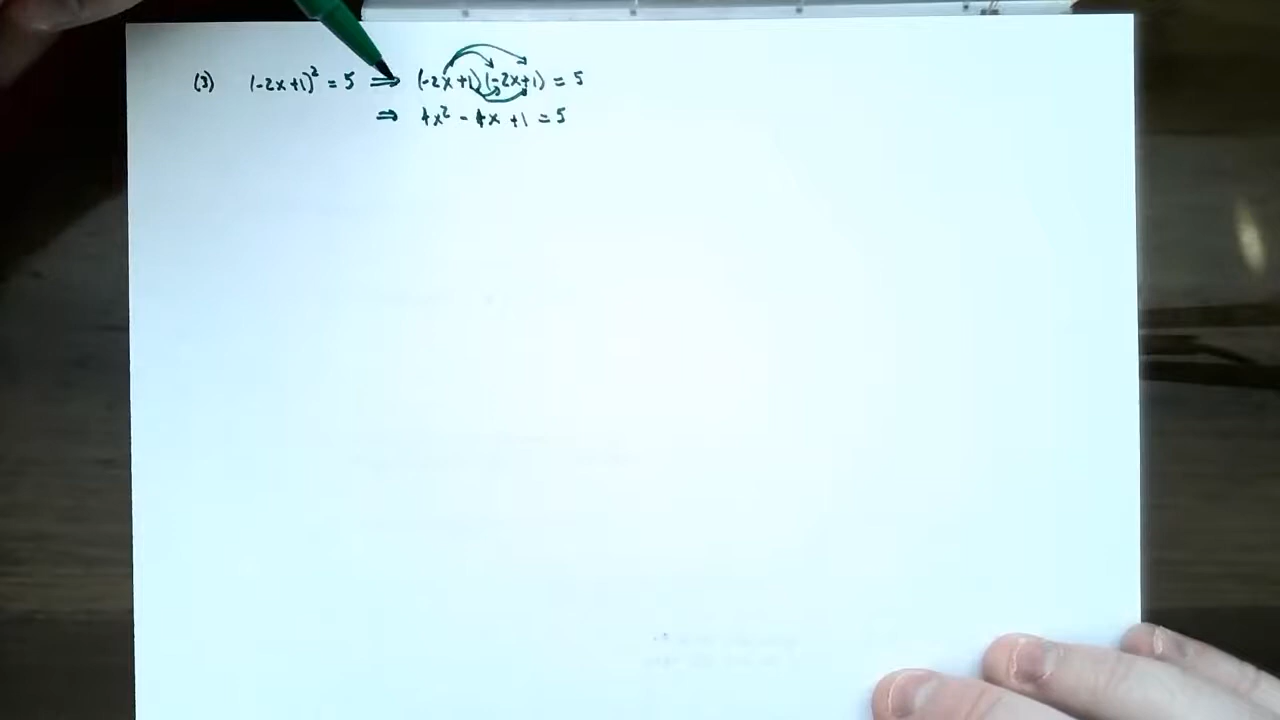 (3) (-2x+1)² = 5 ⇒ (-2x+1)(-2x+1) = 5
⇒ 4x² - 4x + 1 = 5